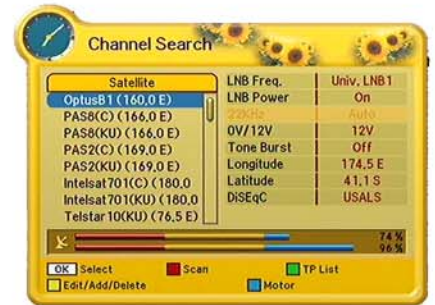 Channel Search
Satellite
OptusB1 (160,0 E)
PAS8(C) (166,0 E)
PAS8(KU) (166,0 E)
PAS2(C) (169,0 E)
PAS2(KU) (169,0 E)
Intelsat701(C) (180,0
Intelsat701(KU) (180,0
Telstar10(KU) (76,5 E)
LNB Freq. Univ, LNB1
LNB Power On
22KHz Auto
0V/12V 12V
Tone Burst Off
Longitude 174,5 E
Latitude 41,1 S
DiSEqC USALS
74 %
96 %
OK Select Scan TP List
Edit/Add/Delete Motor